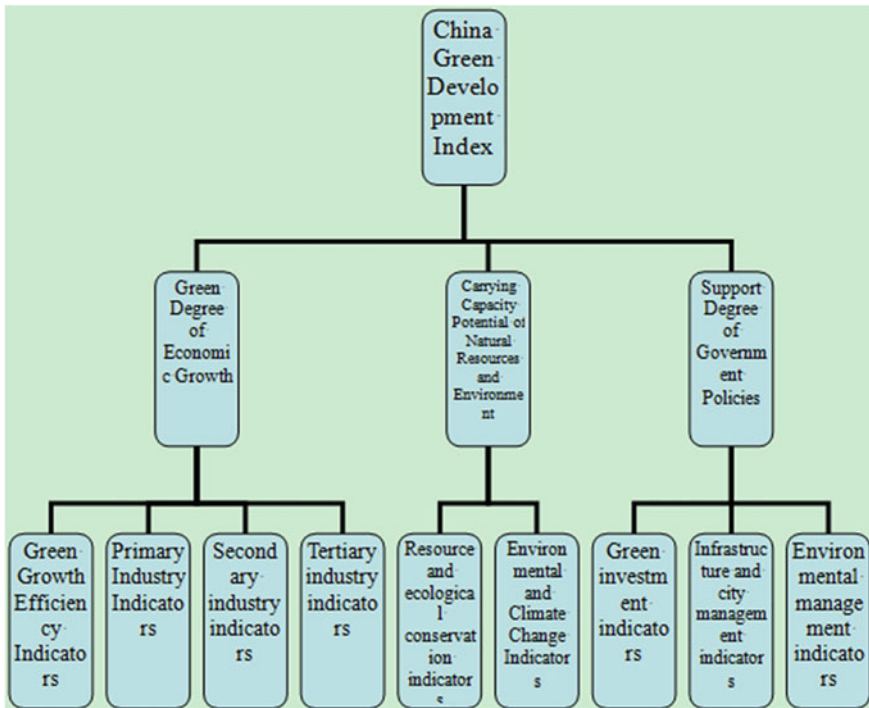 China
Green
Develo
pment
Index
Green
Degree
of
Economi
c Growth
Carrying
Capacity
Potential of
Natural
Resources
and
Environme
nt
Support
Degree
of
Governm
ent
Policies
Green
Growth
Efficien
cy
Indicato
rs
Primary
Industry
Indicato
rs
Second
ary
industry
indicato
rs
Tertiary
industry
indicato
rs
Resource
and
ecologica
l
conservat
ion
indicator
s
Environ
mental
and
Climate
Change
Indicator
s
Green
investm
ent
indicato
rs
Infrastruc
ture and
city
manage
ment
indicator
s
Environ
mental
manage
ment
indicato
rs